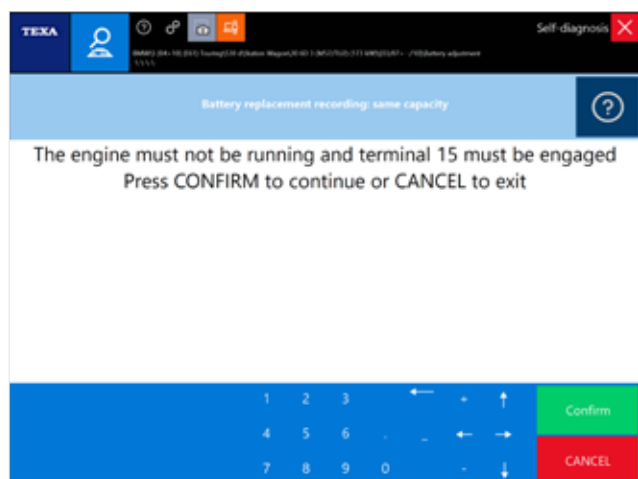 TEXA
Self-diagnosis
Battery replacement recording: same capacity
The engine must not be running and terminal 15 must be engaged
Press CONFIRM to continue or CANCEL to exit
1 2 3 +
4 5 6 . _
7 8 9 0 -
Confirm
CANCEL